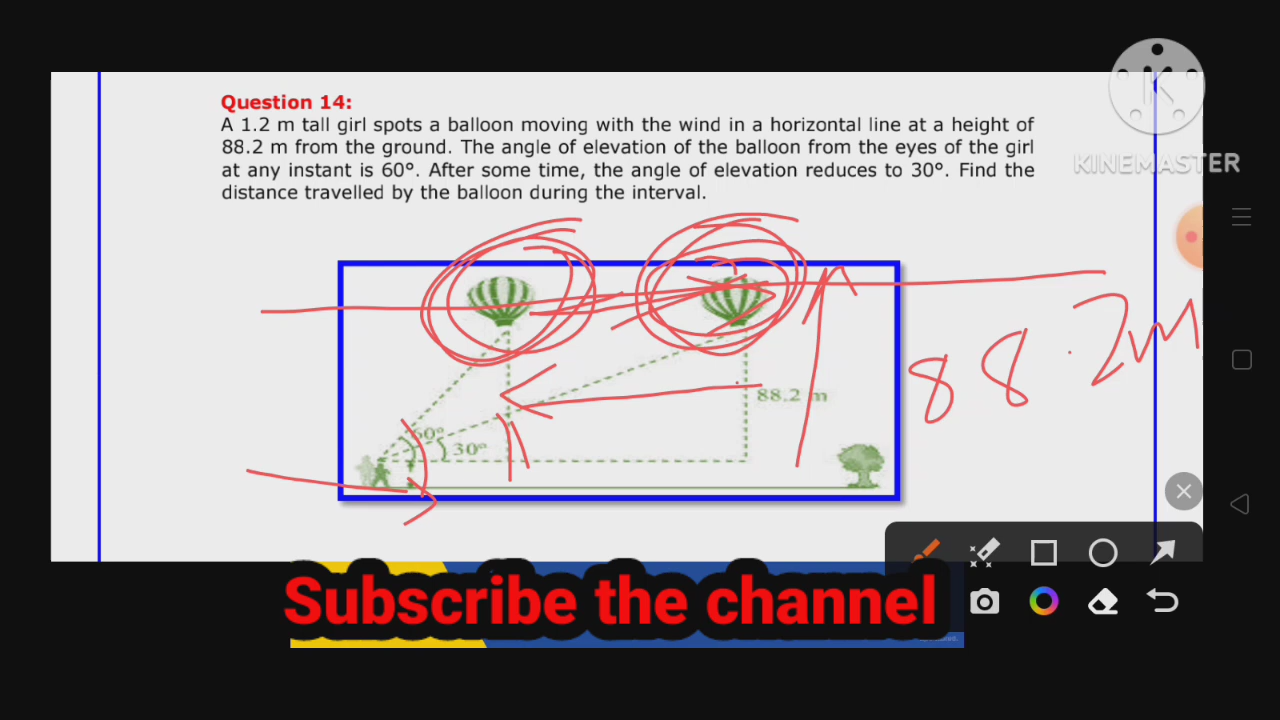 KINEMASTER
Question 14:
A 1.2 m tall girl spots a balloon moving with the wind in a horizontal line at a height of
88.2 m from the ground. The angle of elevation of the balloon from the eyes of the girl
at any instant is 60°. After some time, the angle of elevation reduces to 30°. Find the
distance travelled by the balloon during the interval.
88.2 m
88.2m
60°
30°
Subscribe the channel